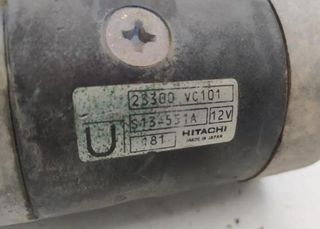 23300 VC101
U S13-551A 12V
181 HITACHI
MADE IN JAPAN